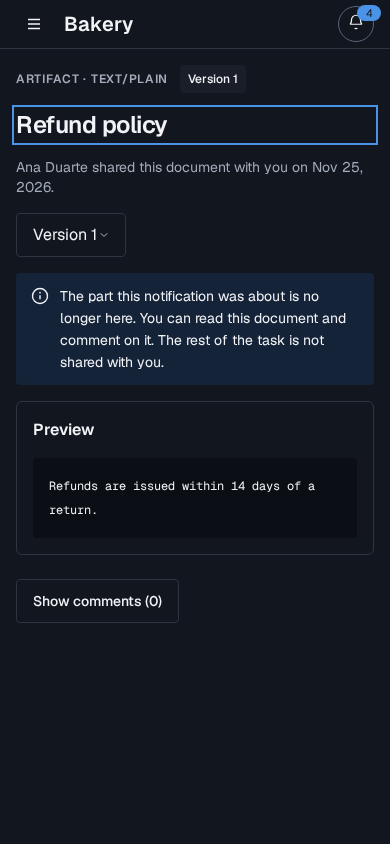 Bakery
4
ARTIFACT · TEXT/PLAIN Version 1
Refund policy
Ana Duarte shared this document with you on Nov 25,
2026.
Version 1
The part this notification was about is no
longer here. You can read this document and
comment on it. The rest of the task is not
shared with you.
Preview
Refunds are issued within 14 days of a
return.
Show comments (0)